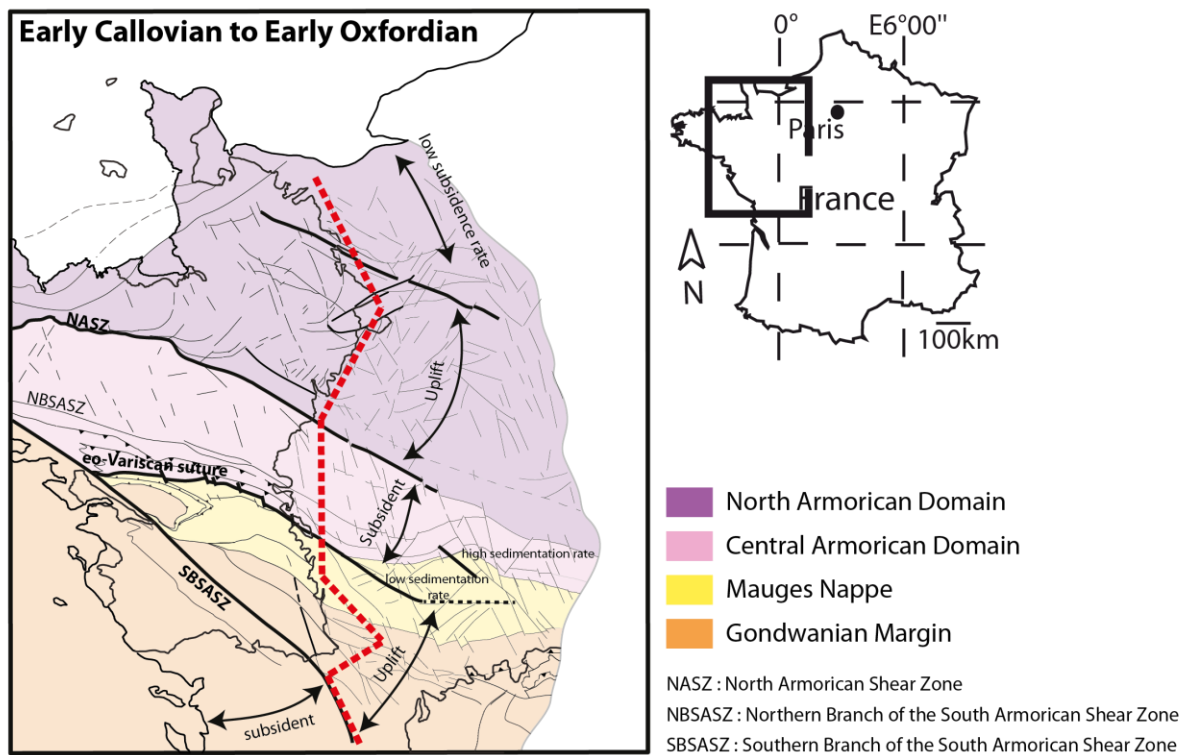 Early Callovian to Early Oxfordian
low subsidence rate
NASZ
Uplift
NBSASZ
eo-Variscan suture
Subsident
high sedimentation rate
low sedimentation
rate
SBSASZ
Uplift
subsident
0°
E6°00"
Paris
France
N
100km
North Armorican Domain
Central Armorican Domain
Mauges Nappe
Gondwanian Margin
NASZ : North Armorican Shear Zone
NBSASZ : Northern Branch of the South Armorican Shear Zone
SBSASZ : Southern Branch of the South Armorican Shear Zone